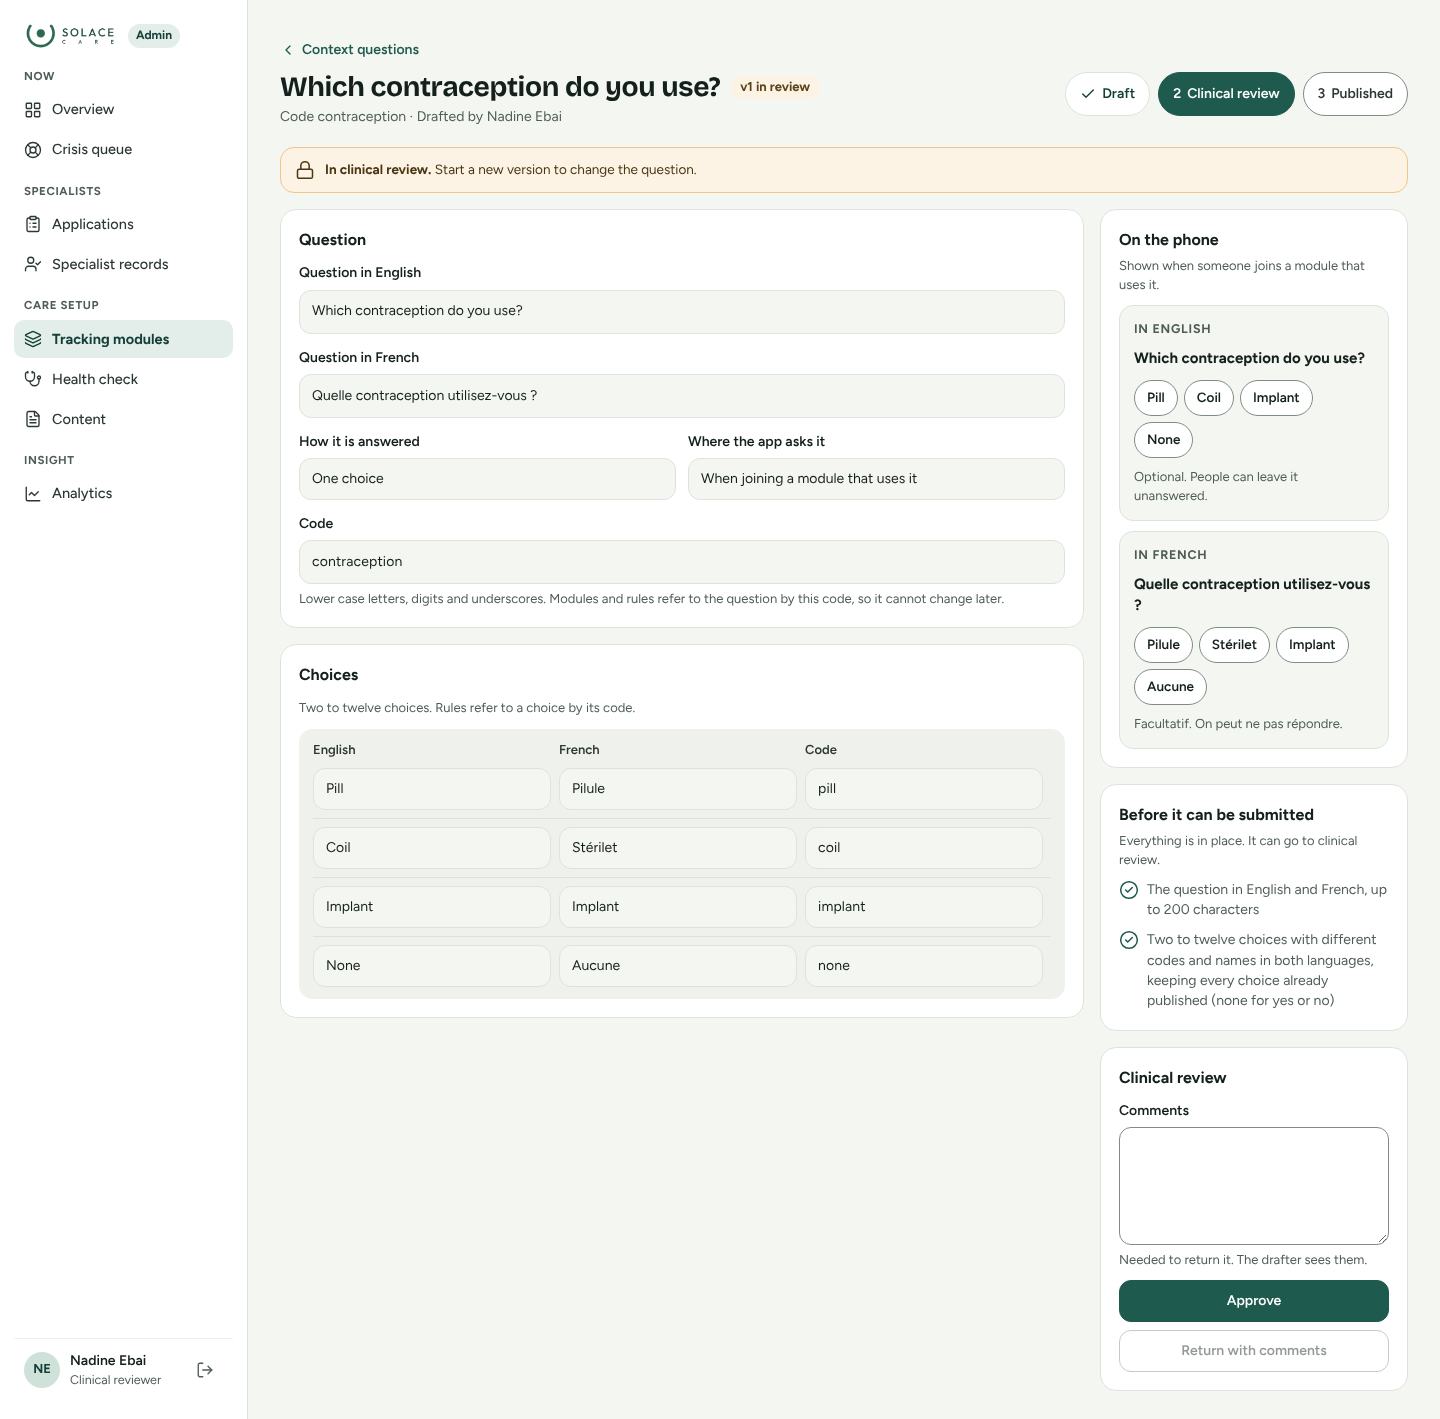 SOLACE
CARE
Admin
NOW
Overview
Crisis queue
SPECIALISTS
Applications
Specialist records
CARE SETUP
Tracking modules
Health check
Content
INSIGHT
Analytics
NE
Nadine Ebai
Clinical reviewer
Context questions
Which contraception do you use?
v1 in review
Code contraception · Drafted by Nadine Ebai
Draft
2 Clinical review
3 Published
In clinical review. Start a new version to change the question.
Question
Question in English
Which contraception do you use?
Question in French
Quelle contraception utilisez-vous ?
How it is answered
Where the app asks it
One choice
When joining a module that uses it
Code
contraception
Lower case letters, digits and underscores. Modules and rules refer to the question by this code, so it cannot change later.
Choices
Two to twelve choices. Rules refer to a choice by its code.
English French Code
Pill Pilule pill
Coil Stérilet coil
Implant Implant implant
None Aucune none
On the phone
Shown when someone joins a module that
uses it.
IN ENGLISH
Which contraception do you use?
Pill Coil Implant
None
Optional. People can leave it
unanswered.
IN FRENCH
Quelle contraception utilisez-vous
?
Pilule Stérilet Implant
Aucune
Facultatif. On peut ne pas répondre.
Before it can be submitted
Everything is in place. It can go to clinical
review.
The question in English and French, up
to 200 characters
Two to twelve choices with different
codes and names in both languages,
keeping every choice already
published (none for yes or no)
Clinical review
Comments
Needed to return it. The drafter sees them.
Approve
Return with comments